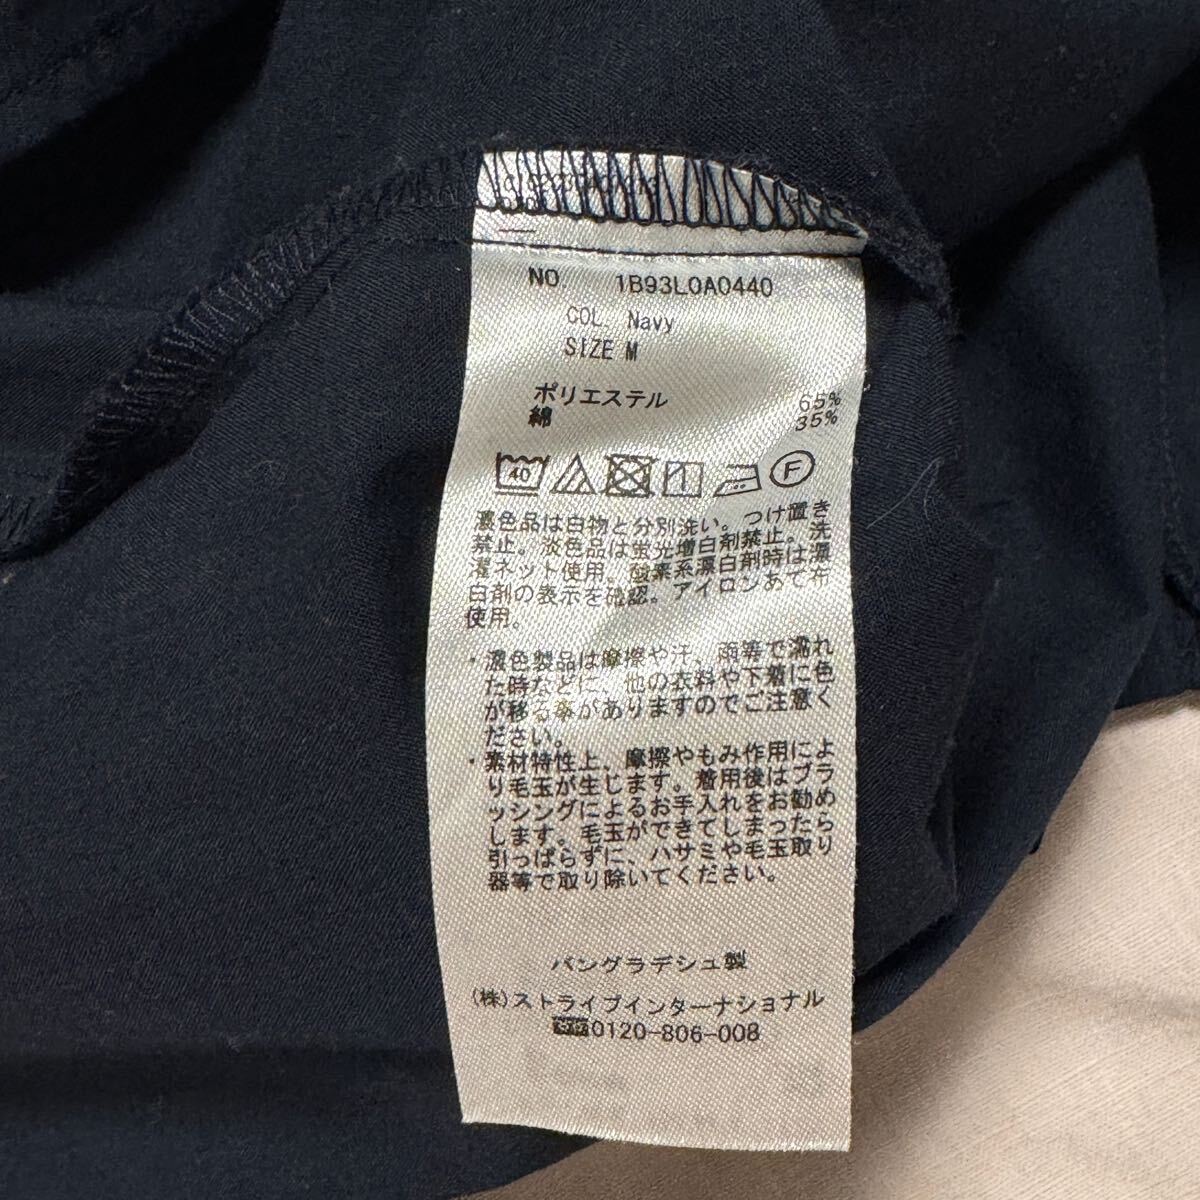 NO. 1B93L0A0440
COL. Navy
SIZE M
ポリエステル 65%
綿 35%
40 F
濃色品は白物と分別洗い。つけ置き
禁止。淡色品は蛍光増白剤禁止。洗
濯ネット使用。酸素系漂白剤時は漂
白剤の表示を確認。アイロンあて布
使用。
・濃色製品は摩擦や汗、雨等で濡れ
た時などに、他の衣料や下着に色
が移る事がありますのでご注意く
ださい。
・素材特性上、摩擦やもみ作用によ
り毛玉が生じます。着用後はブラ
ッシングによるお手入れをお勧め
します。毛玉ができてしまったら
引っぱらずに、ハサミや毛玉取り
器等で取り除いてください。
バングラデシュ製
(株)ストライプインターナショナル
0120-806-008